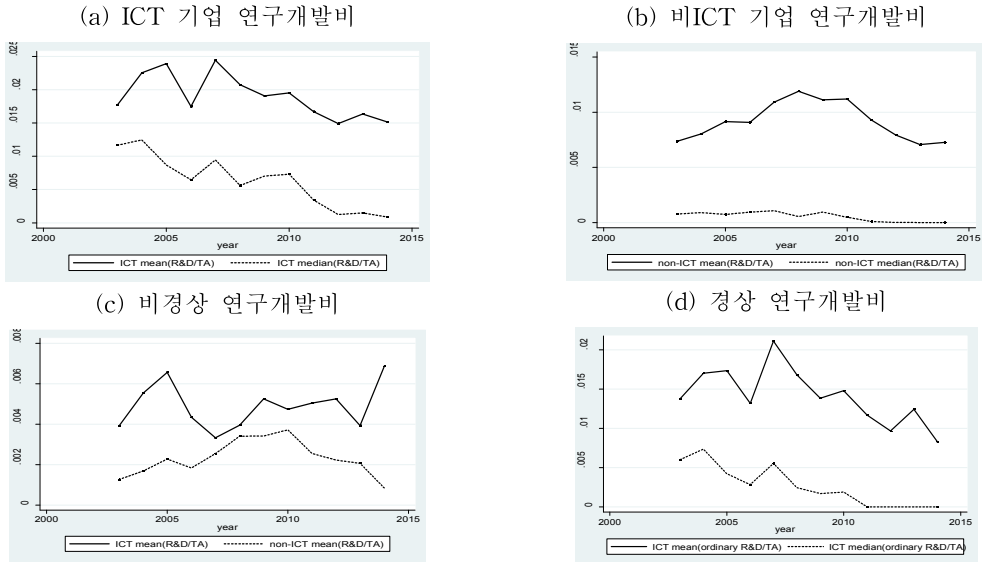 (a) ICT 기업 연구개발비
(b) 비ICT 기업 연구개발비
.025
.02
.015
.01
.005
0
2000 2005 2010 2015
year
ICT mean(R&D/TA) ICT median(R&D/TA)
.015
.01
.005
0
2000 2005 2010 2015
year
non-ICT mean(R&D/TA) non-ICT median(R&D/TA)
(c) 비경상 연구개발비
(d) 경상 연구개발비
.008
.006
.004
.002
0
2000 2005 2010 2015
year
ICT mean(R&D/TA) non-ICT mean(R&D/TA)
.02
.015
.01
.005
0
2000 2005 2010 2015
year
ICT mean(ordinary R&D/TA) ICT median(ordinary R&D/TA)